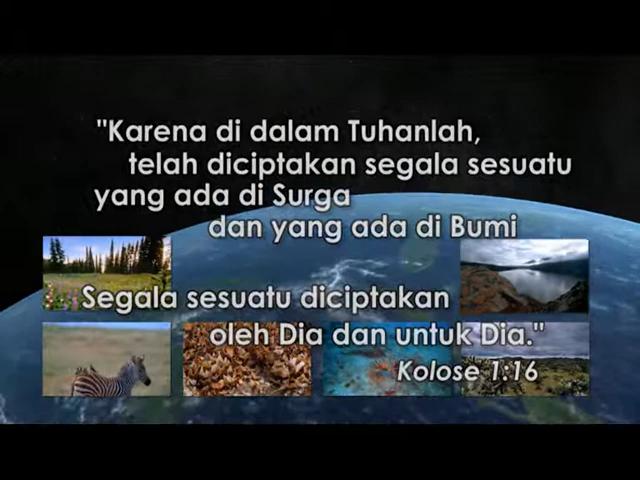 "Karena di dalam Tuhanlah,
telah diciptakan segala sesuatu
yang ada di Surga
dan yang ada di Bumi
Segala sesuatu diciptakan
oleh Dia dan untuk Dia."
Kolose 1:16